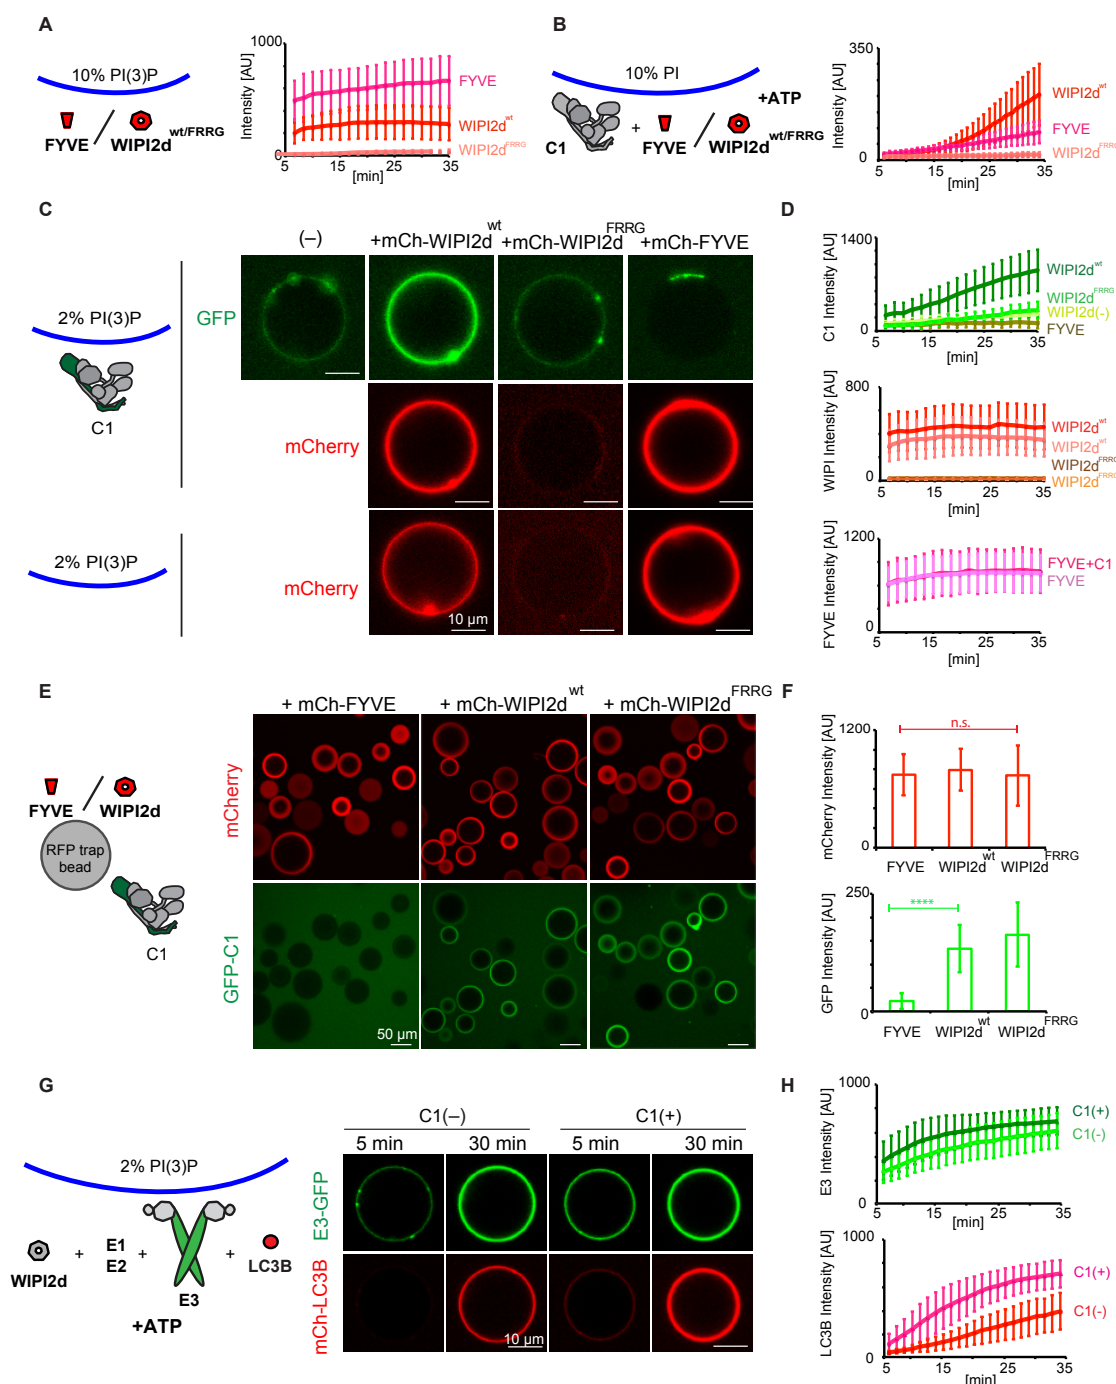 A
10% PI(3)P
FYVE
WIPI2d wt/FRRG
1000
0
Intensity [AU]
5 15 25 35
[min]
FYVE
WIPI2d wt
WIPI2d FRRG
B
10% PI
+ATP
C1
+
FYVE
WIPI2d wt/FRRG
350
0
Intensity [AU]
5 15 25 35
[min]
WIPI2d wt
FYVE
WIPI2d FRRG
C
(–)
+mCh-WIPI2d wt
+mCh-WIPI2d FRRG
+mCh-FYVE
2% PI(3)P
C1
GFP
mCherry
2% PI(3)P
mCherry
10 µm
D
1400
0
C1 Intensity [AU]
5 15 25 35
[min]
WIPI2d wt
WIPI2d FRRG
WIPI2d(-)
FYVE
800
0
WIPI Intensity [AU]
5 15 25 35
[min]
WIPI2d wt
WIPI2d wt
WIPI2d FRRG
WIPI2d FRRG
1200
0
FYVE Intensity [AU]
5 15 25 35
[min]
FYVE+C1
FYVE
E
+ mCh-FYVE
+ mCh-WIPI2d wt
+ mCh-WIPI2d FRRG
FYVE
WIPI2d
RFP trap
bead
C1
mCherry
GFP-C1
50 µm
F
1200
0
mCherry Intensity [AU]
n.s.
FYVE WIPI2d wt WIPI2d FRRG
250
0
GFP Intensity [AU]
****
FYVE WIPI2d wt WIPI2d FRRG
G
2% PI(3)P
WIPI2d
+
E1
E2
+
E3
+
LC3B
+ATP
C1(–)
C1(+)
5 min 30 min 5 min 30 min
E3-GFP
mCh-LC3B
10 µm
H
1000
0
E3 Intensity [AU]
5 15 25 35
[min]
C1(+)
C1(-)
1000
0
LC3B Intensity [AU]
5 15 25 35
[min]
C1(+)
C1(-)